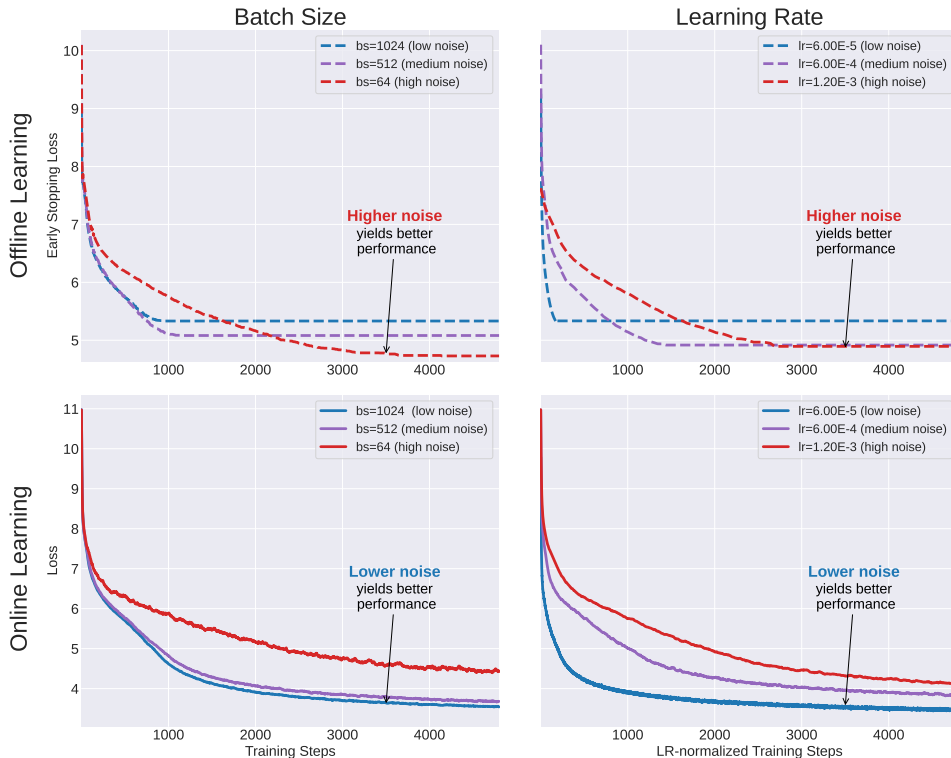 Batch Size
Learning Rate
Offline Learning
Early Stopping Loss
10
9
8
7
6
5
bs=1024 (low noise)
bs=512 (medium noise)
bs=64 (high noise)
Higher noise
yields better
performance
1000
2000
3000
4000
lr=6.00E-5 (low noise)
lr=6.00E-4 (medium noise)
lr=1.20E-3 (high noise)
Higher noise
yields better
performance
1000
2000
3000
4000
Online Learning
Loss
11
10
9
8
7
6
5
4
bs=1024 (low noise)
bs=512 (medium noise)
bs=64 (high noise)
Lower noise
yields better
performance
1000
2000
3000
4000
Training Steps
lr=6.00E-5 (low noise)
lr=6.00E-4 (medium noise)
lr=1.20E-3 (high noise)
Lower noise
yields better
performance
1000
2000
3000
4000
LR-normalized Training Steps